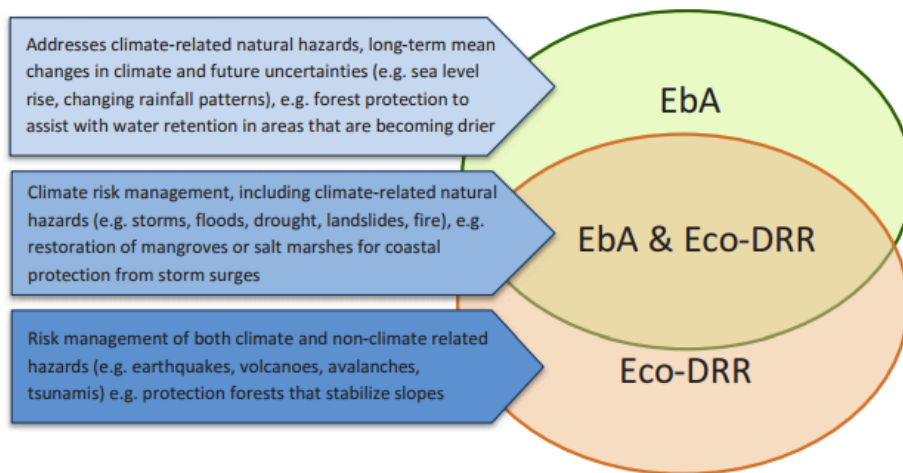 Addresses climate-related natural hazards, long-term mean
changes in climate and future uncertainties (e.g. sea level
rise, changing rainfall patterns), e.g. forest protection to
assist with water retention in areas that are becoming drier
EbA
Climate risk management, including climate-related natural
hazards (e.g. storms, floods, drought, landslides, fire), e.g.
restoration of mangroves or salt marshes for coastal
protection from storm surges
EbA & Eco-DRR
Risk management of both climate and non-climate related
hazards (e.g. earthquakes, volcanoes, avalanches,
tsunamis) e.g. protection forests that stabilize slopes
Eco-DRR